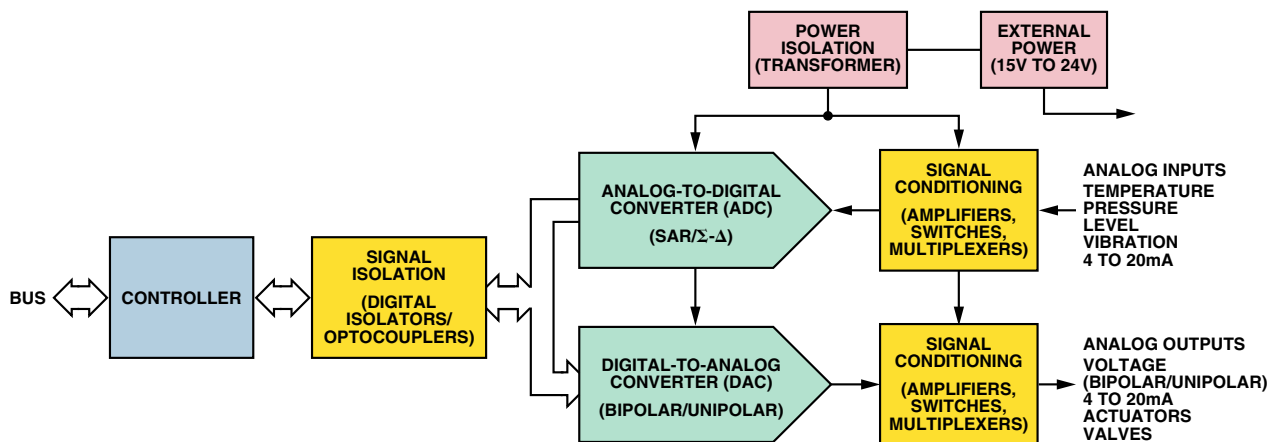 POWER
ISOLATION
(TRANSFORMER)
EXTERNAL
POWER
(15V TO 24V)
ANALOG-TO-DIGITAL
CONVERTER (ADC)
(SAR/Σ-Δ)
SIGNAL
CONDITIONING
(AMPLIFIERS,
SWITCHES,
MULTIPLEXERS)
ANALOG INPUTS
TEMPERATURE
PRESSURE
LEVEL
VIBRATION
4 TO 20mA
BUS
CONTROLLER
SIGNAL
ISOLATION
(DIGITAL
ISOLATORS/
OPTOCOUPLERS)
DIGITAL-TO-ANALOG
CONVERTER (DAC)
(BIPOLAR/UNIPOLAR)
SIGNAL
CONDITIONING
(AMPLIFIERS,
SWITCHES,
MULTIPLEXERS)
ANALOG OUTPUTS
VOLTAGE
(BIPOLAR/UNIPOLAR)
4 TO 20mA
ACTUATORS
VALVES